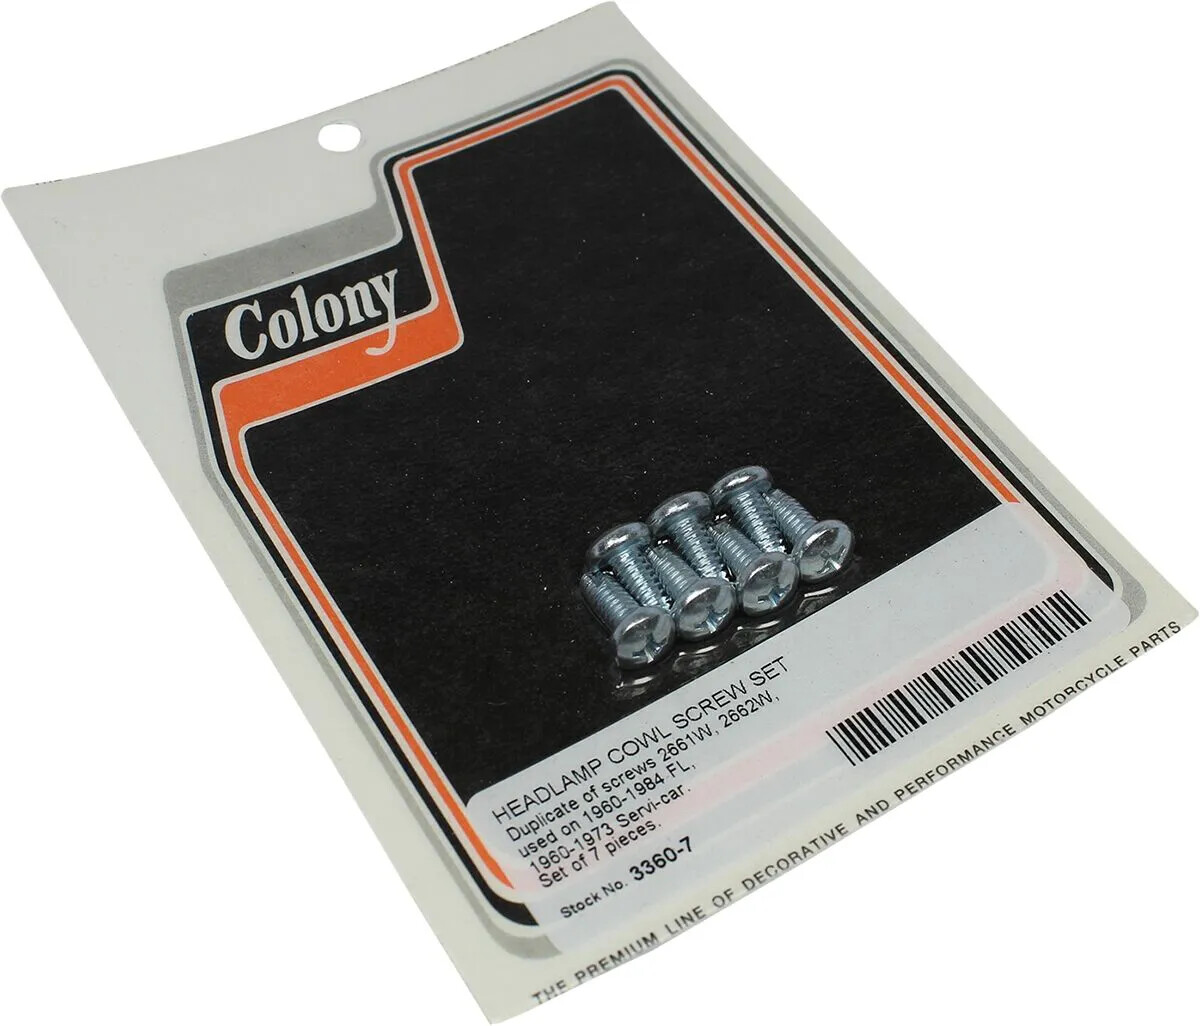 Colony
HEADLAMP COWL SCREW SET
Duplicate of screws 2661W, 2662W,
used on 1960-1984 FL,
1960-1973 Servi-car.
Set of 7 pieces.
Stock No. 3360-7
THE PREMIUM LINE OF DECORATIVE AND PERFORMANCE MOTORCYCLE PARTS